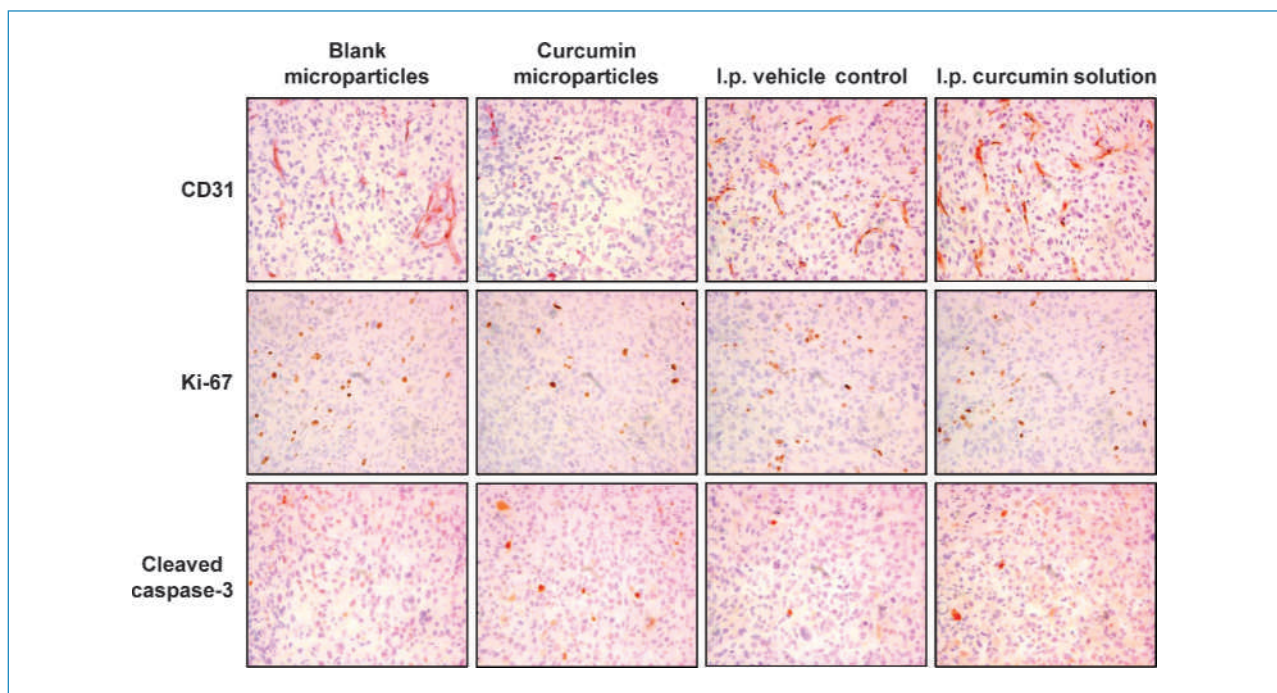 Blank
microparticles
Curcumin
microparticles
I.p. vehicle control
I.p. curcumin solution
CD31
Ki-67
Cleaved
caspase-3